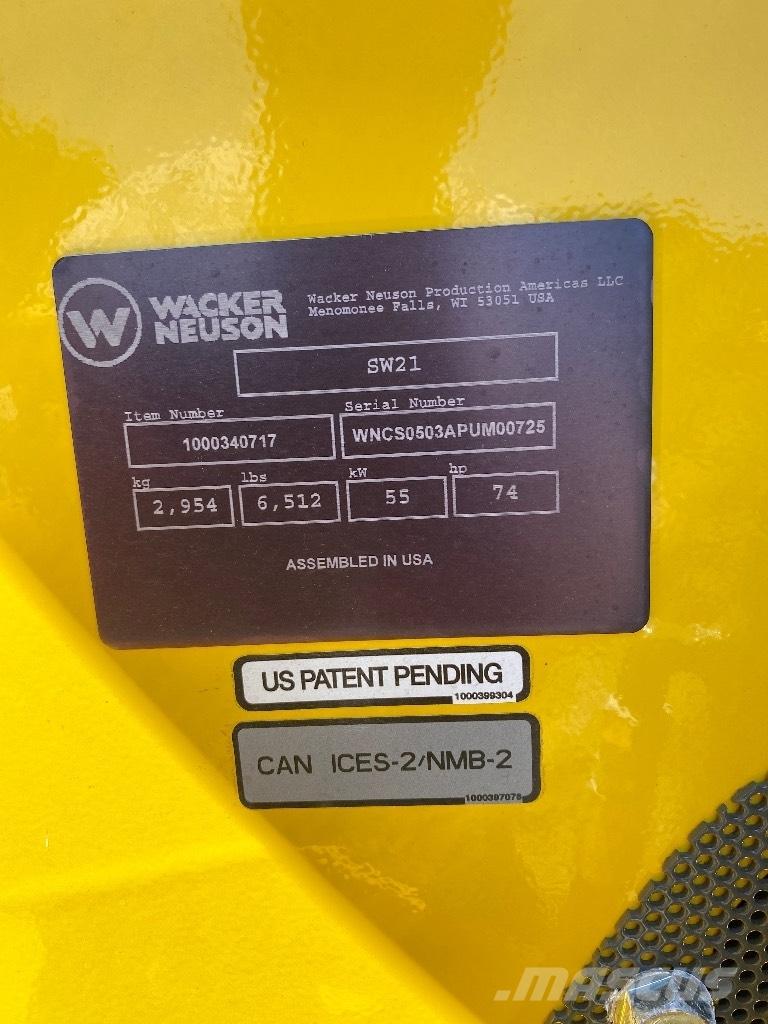 W
WACKER
NEUSON
Wacker Neuson Production Americas LLC
Menomonee Falls, WI 53051 USA
SW21
Item Number
Serial Number
1000340717
WNCS0503APUM00725
kg
lbs
kW
hp
2,954
6,512
55
74
ASSEMBLED IN USA
US PATENT PENDING
1000399304
CAN ICES-2/NMB-2
1000397076
MASCUS